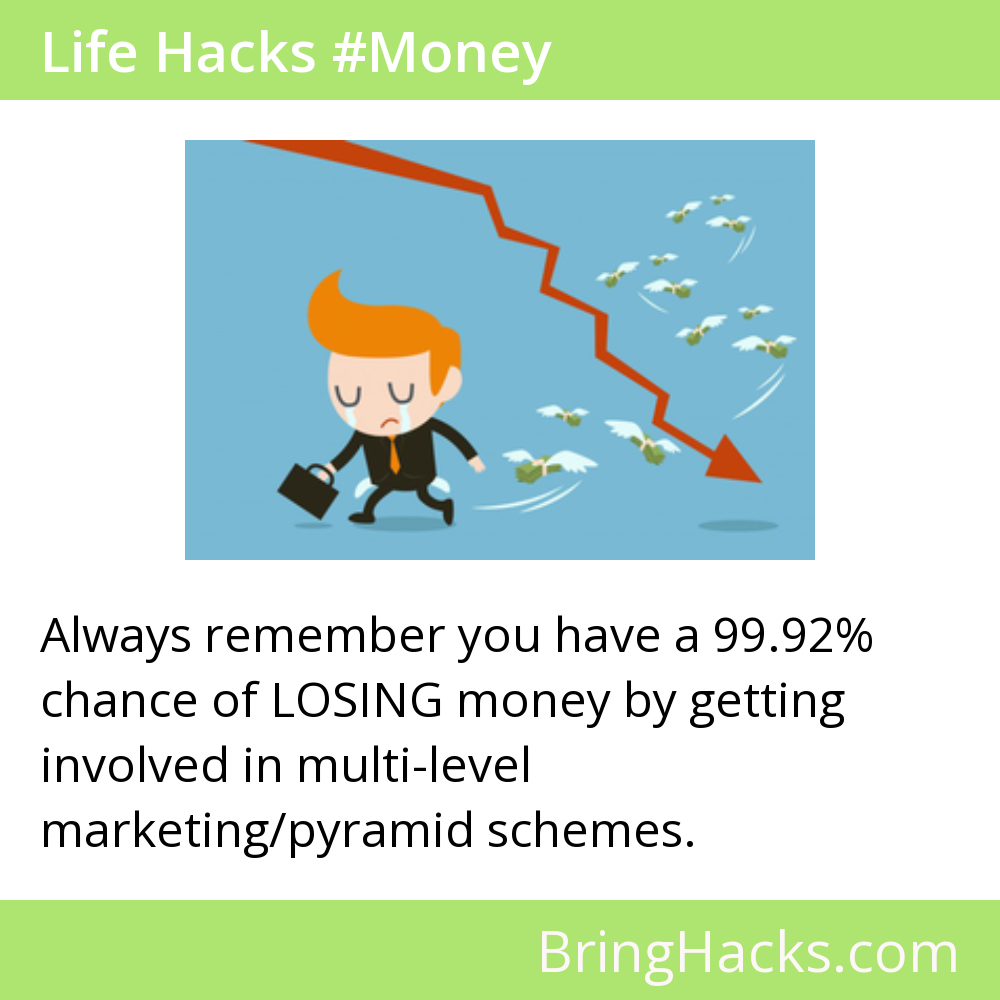 Life Hacks #Money
Always remember you have a 99.92%
chance of LOSING money by getting
involved in multi-level
marketing/pyramid schemes.
BringHacks.com